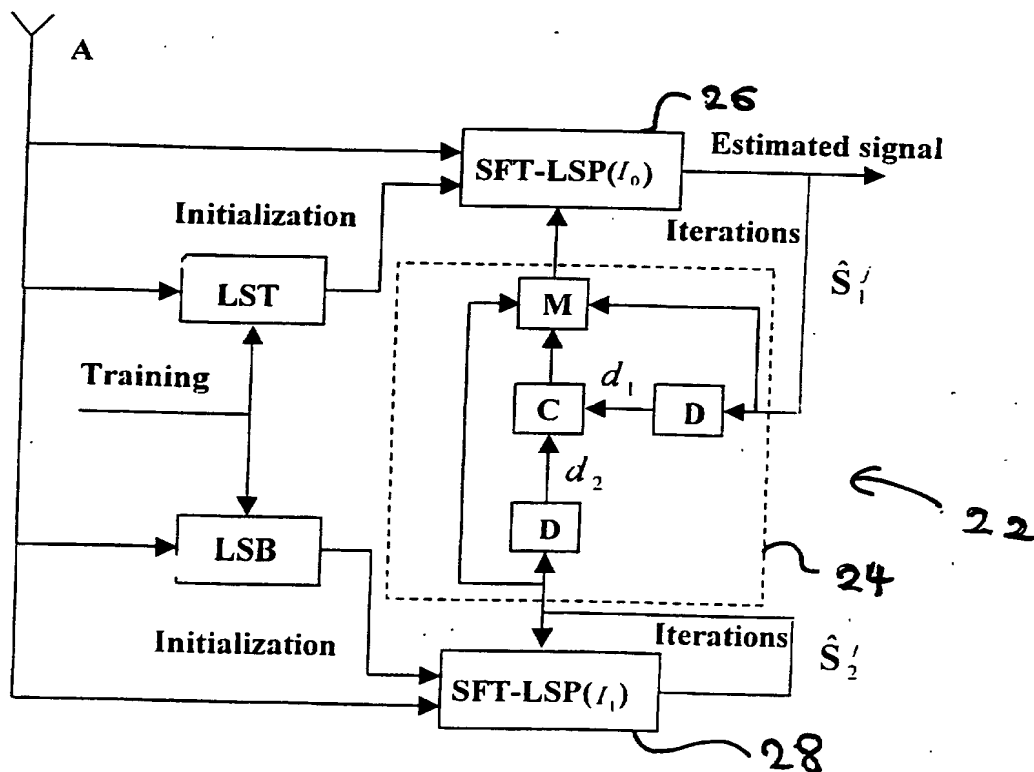 A
26
SFT-LSP(I₀)
Estimated signal
Initialization
Iterations
Ŝ₁ʲ
LST
M
Training
C
d₁
D
d₂
22
D
LSB
24
Initialization
Iterations
Ŝ₂ʲ
SFT-LSP(I₁)
28